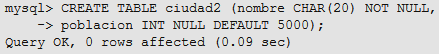 mysql> CREATE TABLE ciudad2 (nombre CHAR(20) NOT NULL,
    -> poblacion INT NULL DEFAULT 5000);
Query OK, 0 rows affected (0.09 sec)